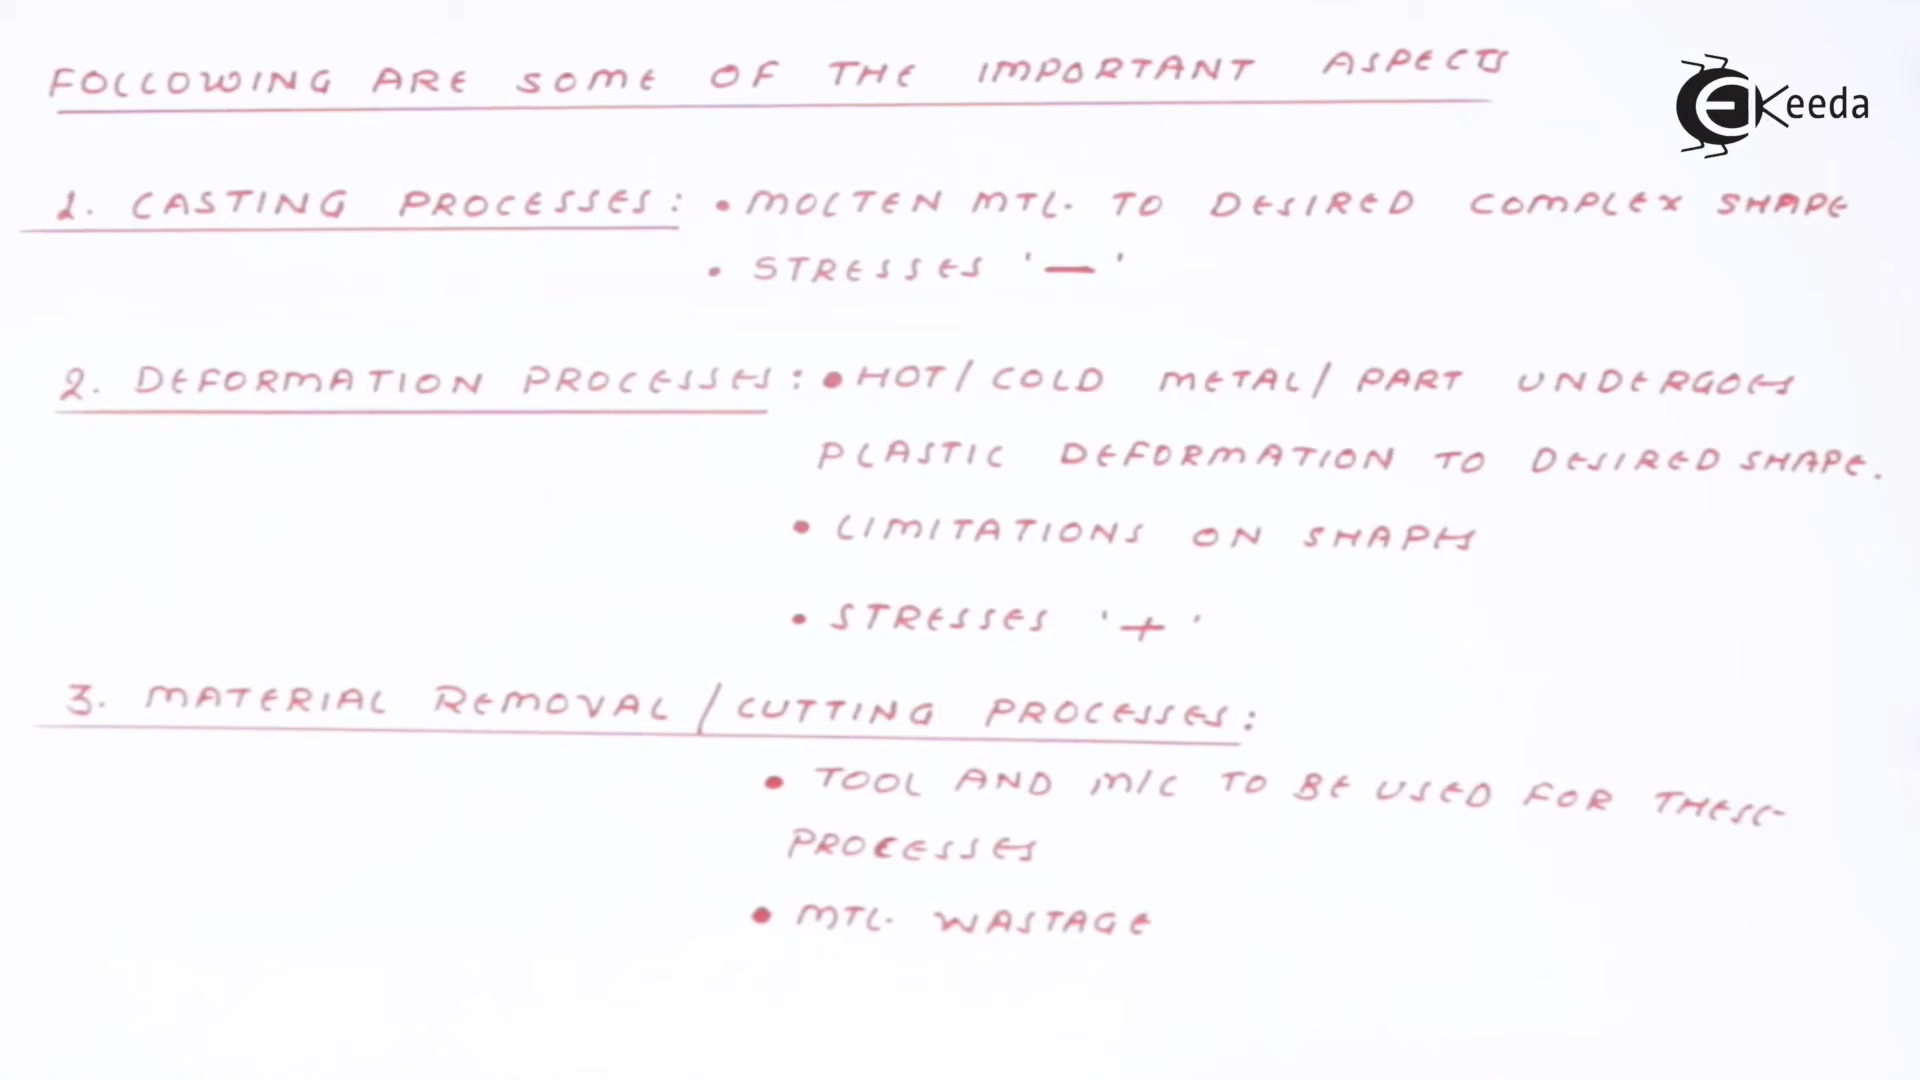 FOLLOWING ARE SOME OF THE IMPORTANT ASPECTS
EKeeda
1. CASTING PROCESSES: • MOLTEN MTL. TO DESIRED COMPLEX SHAPE
• STRESSES '—'
2. DEFORMATION PROCESSES: • HOT/COLD METAL/PART UNDERGOES
PLASTIC DEFORMATION TO DESIRED SHAPE.
• LIMITATIONS ON SHAPES
• STRESSES '+'
3. MATERIAL REMOVAL/CUTTING PROCESSES:
• TOOL AND M/C TO BE USED FOR THESE
PROCESSES
• MTL. WASTAGE